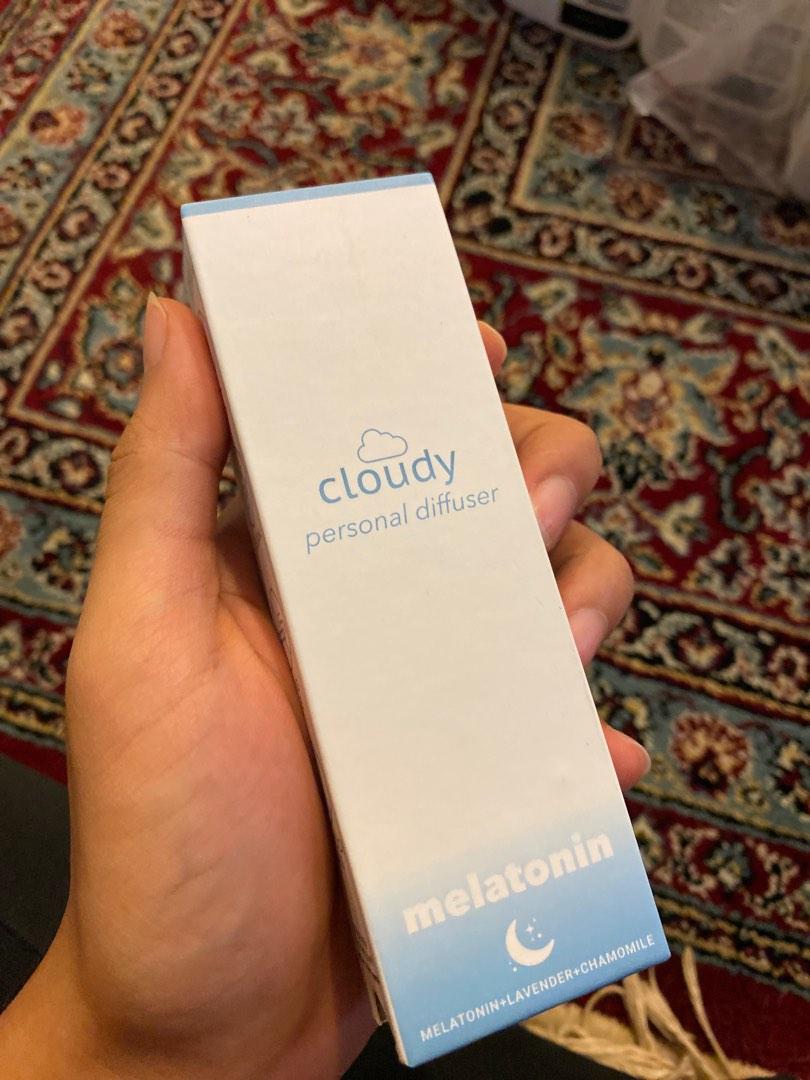 cloudy
personal diffuser
melatonin
MELATONIN+LAVENDER+CHAMOMILE